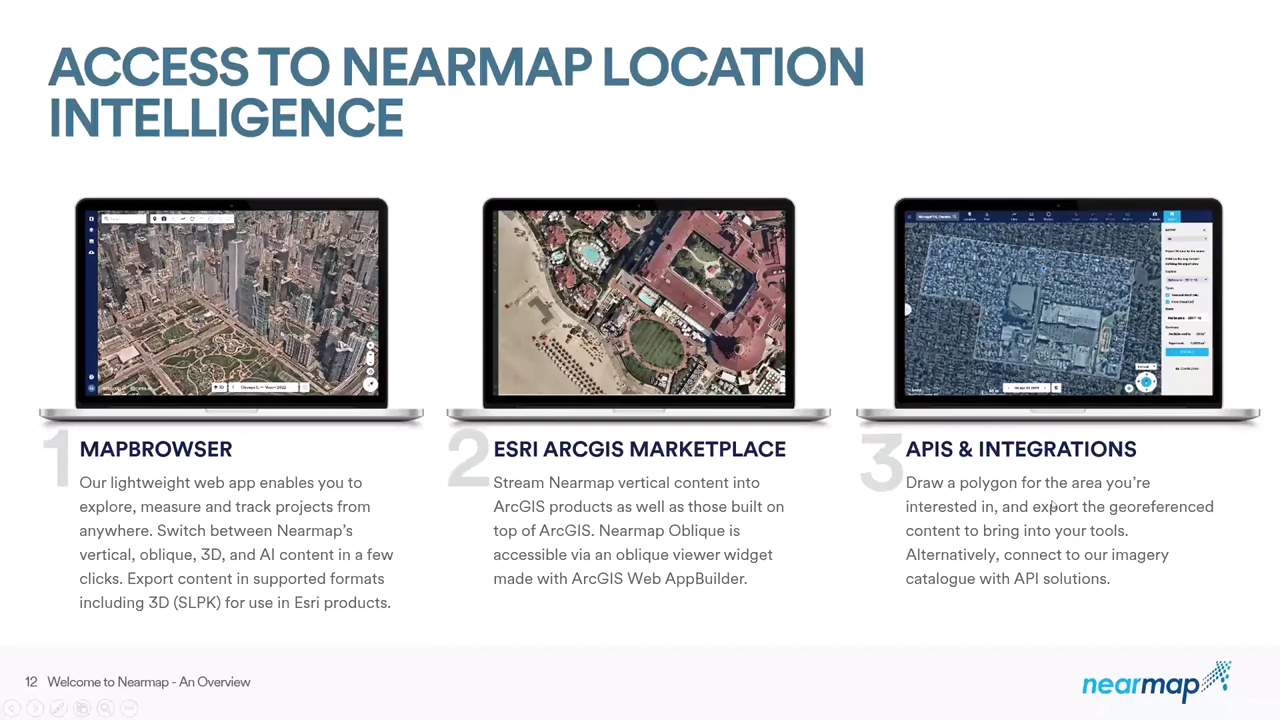 ACCESS TO NEARMAP LOCATION
INTELLIGENCE
1 MAPBROWSER
Our lightweight web app enables you to
explore, measure and track projects from
anywhere. Switch between Nearmap’s
vertical, oblique, 3D, and AI content in a few
clicks. Export content in supported formats
including 3D (SLPK) for use in Esri products.
2 ESRI ARCGIS MARKETPLACE
Stream Nearmap vertical content into
ArcGIS products as well as those built on
top of ArcGIS. Nearmap Oblique is
accessible via an oblique viewer widget
made with ArcGIS Web AppBuilder.
3 APIS & INTEGRATIONS
Draw a polygon for the area you’re
interested in, and export the georeferenced
content to bring into your tools.
Alternatively, connect to our imagery
catalogue with API solutions.
12 Welcome to Nearmap - An Overview
nearmap